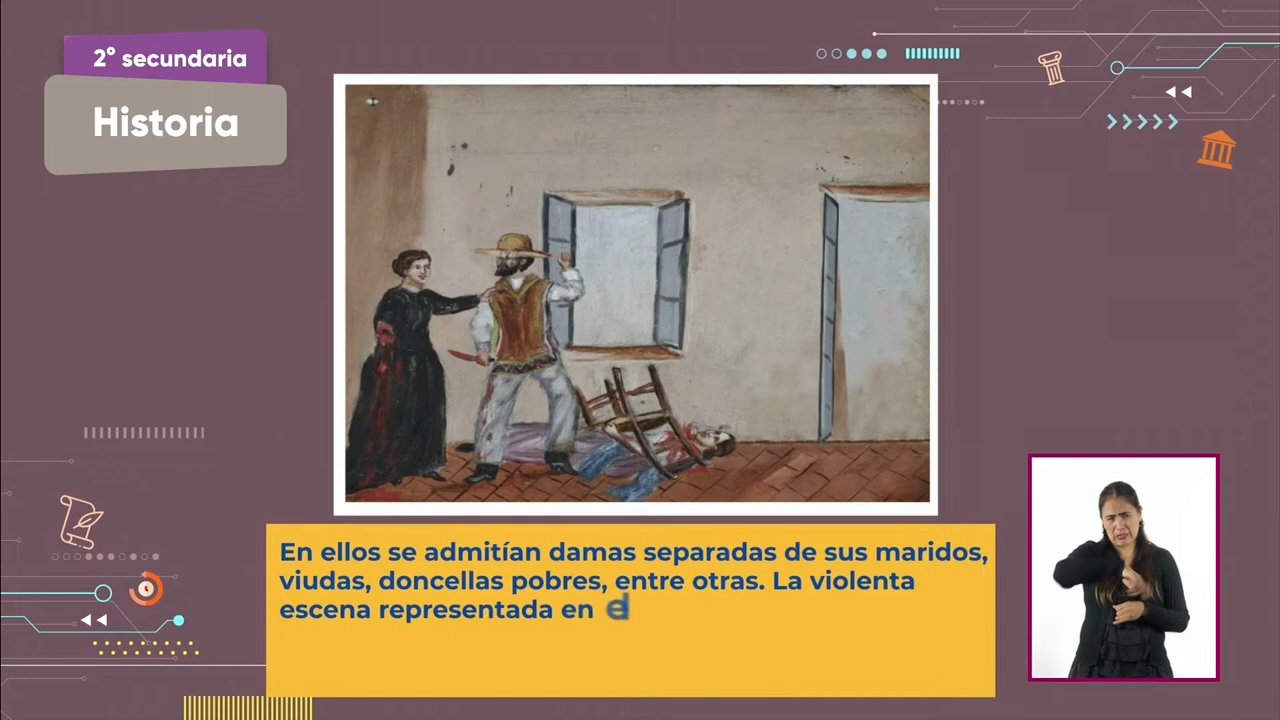 2° secundaria
Historia
En ellos se admitían damas separadas de sus maridos,
viudas, doncellas pobres, entre otras. La violenta
escena representada en el